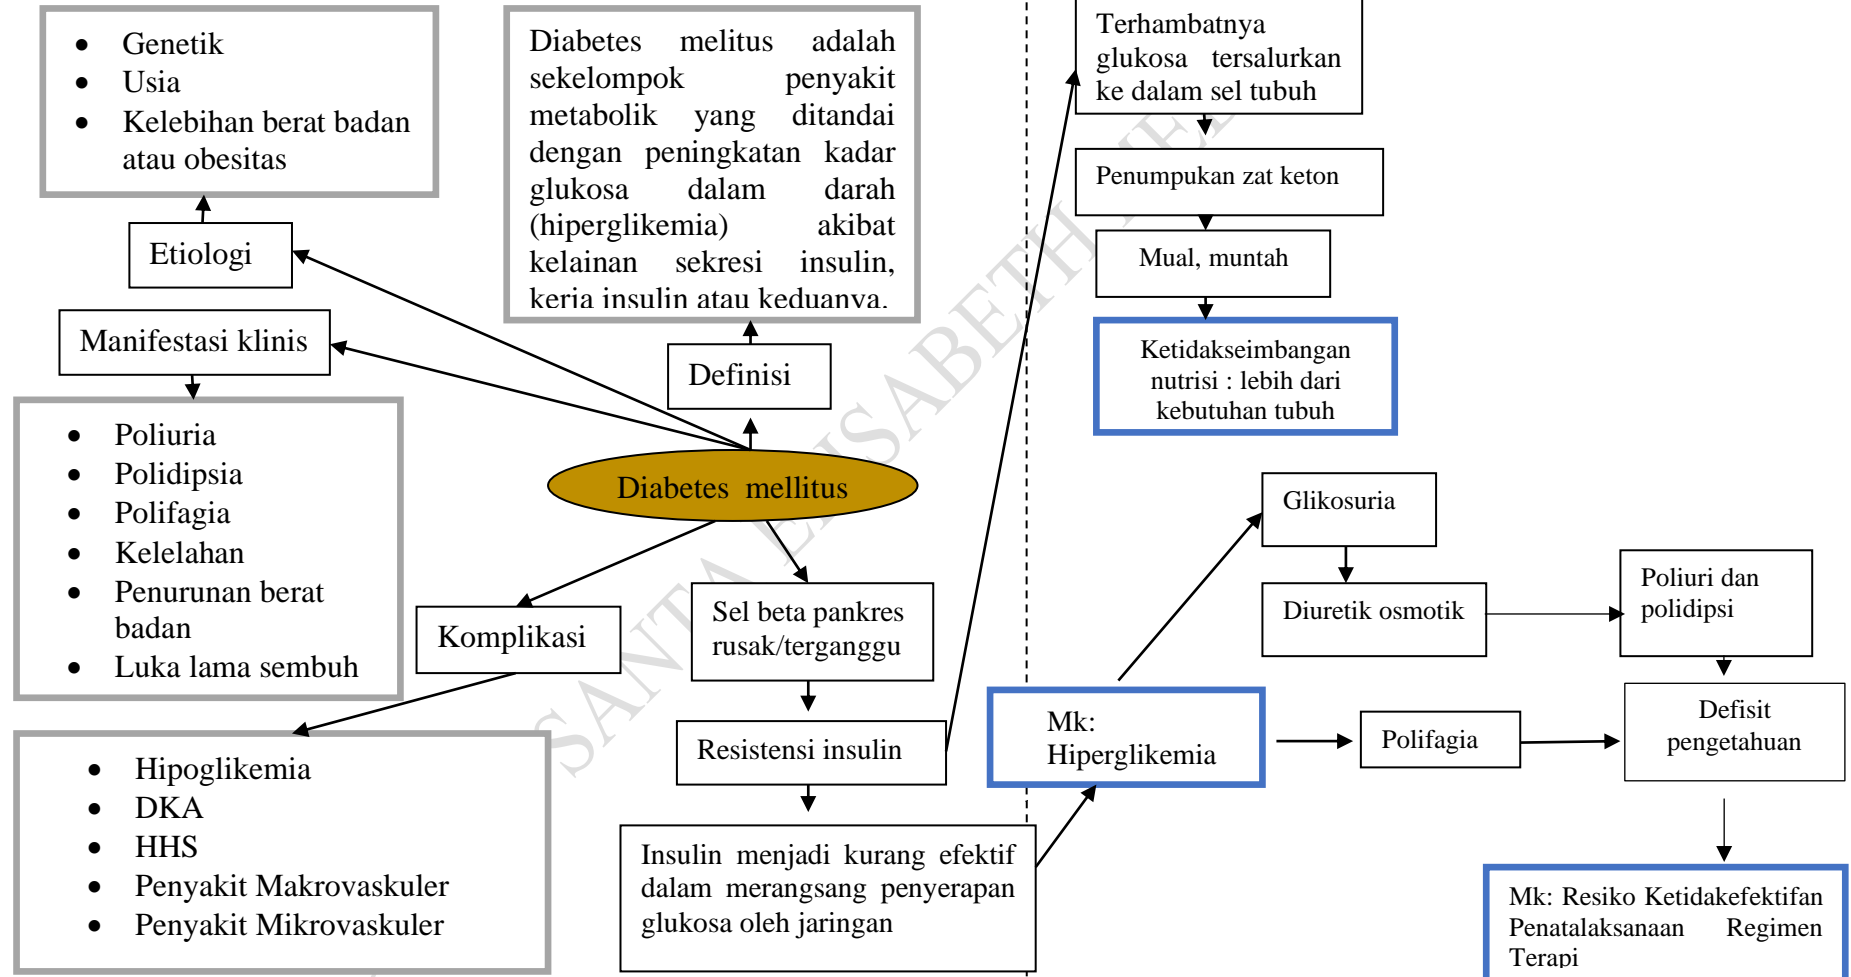 Genetik
Usia
Kelebihan berat badan
atau obesitas
Etiologi
Manifestasi klinis
Poliuria
Polidipsia
Polifagia
Kelelahan
Penurunan berat
badan
Luka lama sembuh
Diabetes melitus adalah
sekelompok penyakit
metabolik yang ditandai
dengan peningkatan kadar
glukosa dalam darah
(hiperglikemia) akibat
kelainan sekresi insulin,
kerja insulin atau keduanya.
Definisi
Diabetes mellitus
Komplikasi
Hipoglikemia
DKA
HHS
Penyakit Makrovaskuler
Penyakit Mikrovaskuler
Sel beta pankres
rusak/terganggu
Resistensi insulin
Insulin menjadi kurang efektif
dalam merangsang penyerapan
glukosa oleh jaringan
Terhambatnya
glukosa tersalurkan
ke dalam sel tubuh
Penumpukan zat keton
Mual, muntah
Ketidakseimbangan
nutrisi : lebih dari
kebutuhan tubuh
Glikosuria
Diuretik osmotik
Poliuri dan
polidipsi
Mk:
Hiperglikemia
Polifagia
Defisit
pengetahuan
Mk: Resiko Ketidakefektifan
Penatalaksanaan Regimen
Terapi
SANTA ELISABETH